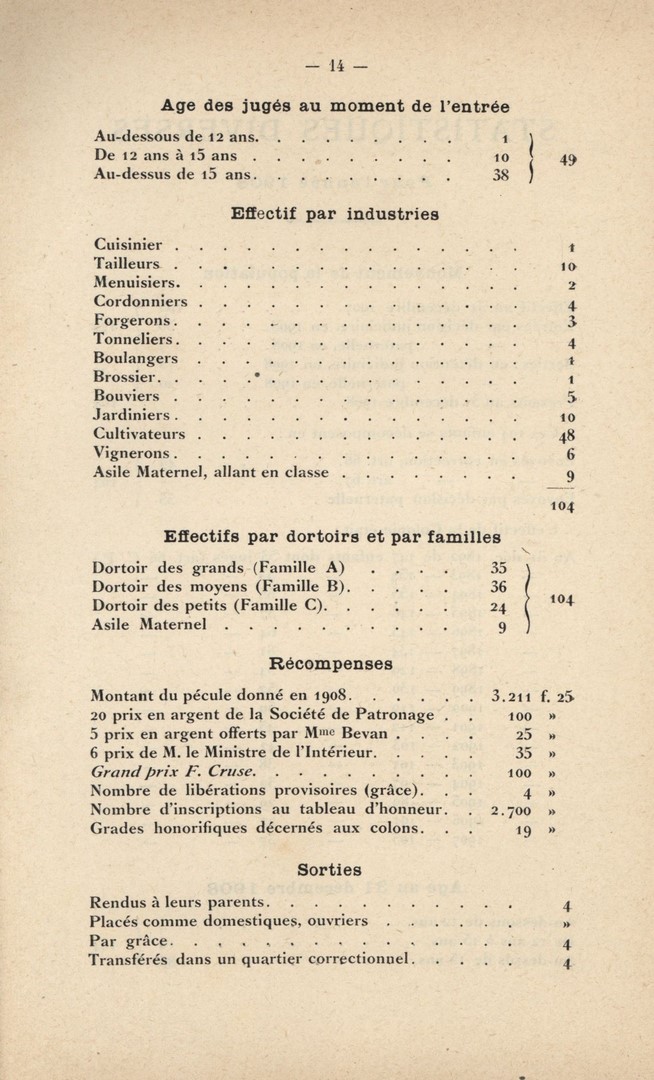 — 14 —
Age des jugés au moment de l'entrée
Au-dessous de 12 ans. . . . . . . . . 1
De 12 ans à 15 ans . . . . . . . . . 10 } 49
Au-dessus de 15 ans. . . . . . . . . 38
Effectif par industries
Cuisinier . . . . . . . . . . . . . . . 1
Tailleurs . . . . . . . . . . . . . . . 10
Menuisiers. . . . . . . . . . . . . . . 2
Cordonniers . . . . . . . . . . . . . . 4
Forgerons. . . . . . . . . . . . . . . 3
Tonneliers. . . . . . . . . . . . . . . 4
Boulangers . . . . . . . . . . . . . . 1
Brossier. . . . . . . . . . . . . . . . 1
Bouviers . . . . . . . . . . . . . . . 5
Jardiniers . . . . . . . . . . . . . . . 10
Cultivateurs . . . . . . . . . . . . . . 48
Vignerons . . . . . . . . . . . . . . . 6
Asile Maternel, allant en classe . . . . . . . . 9
104
Effectifs par dortoirs et par familles
Dortoir des grands (Famille A) . . . . 35
Dortoir des moyens (Famille B). . . . . 36
Dortoir des petits (Famille C). . . . . . 24 } 104
Asile Maternel . . . . . . . . . . 9
Récompenses
Montant du pécule donné en 1908. . . . . . 3.211 f. 25
20 prix en argent de la Société de Patronage . . 100 »
5 prix en argent offerts par Mme Bevan . . . . 25 »
6 prix de M. le Ministre de l'Intérieur. . . . . 35 »
Grand prix F. Cruse. . . . . . . . . 100 »
Nombre de libérations provisoires (grâce). . . 4 »
Nombre d'inscriptions au tableau d'honneur. . 2.700 »
Grades honorifiques décernés aux colons. . . 19 »
Sorties
Rendus à leurs parents. . . . . . . . . . . 4
Placés comme domestiques, ouvriers . . . . . . »
Par grâce. . . . . . . . . . . . . . . 4
Transférés dans un quartier correctionnel. . . . . 4